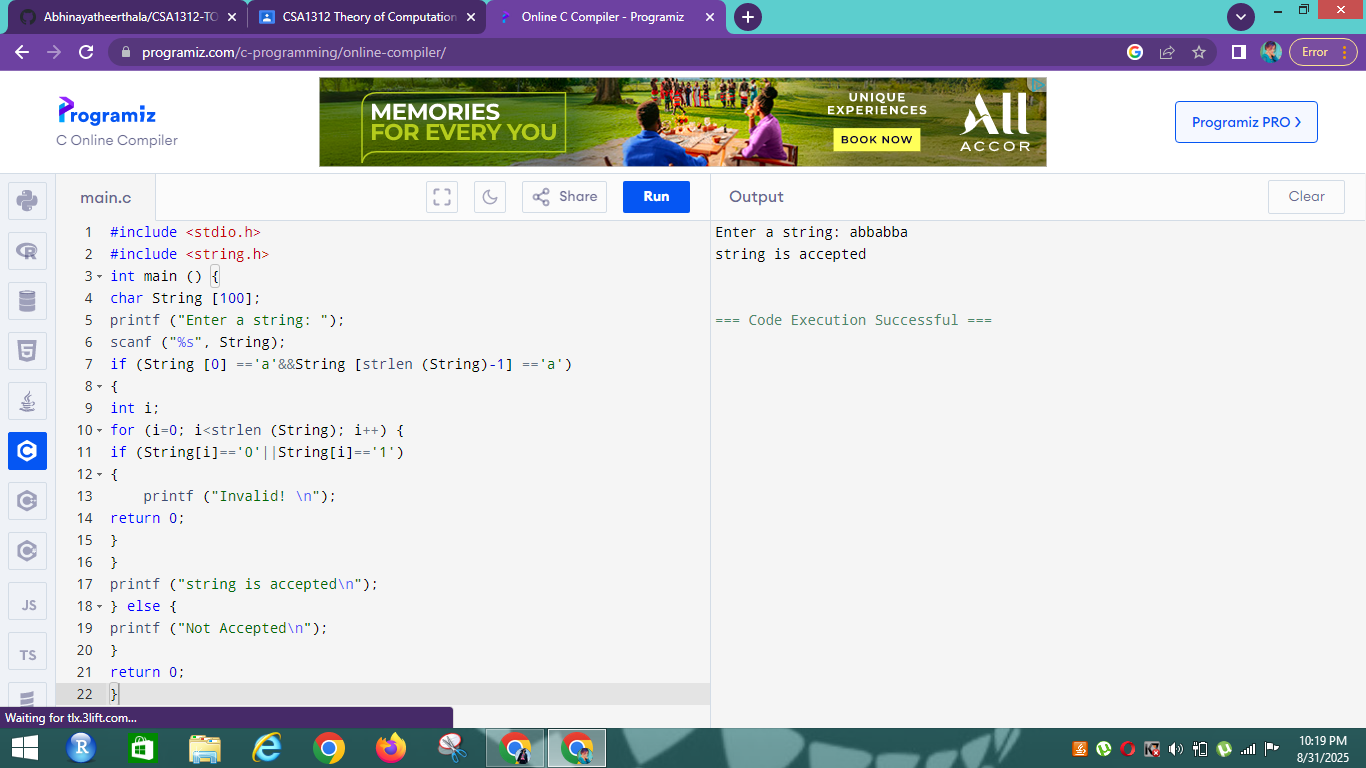 Abhinayatheerthala/CSA1312-TO
CSA1312 Theory of Computation
Online C Compiler - Programiz
programiz.com/c-programming/online-compiler/
Error
Programiz
C Online Compiler
MEMORIES
FOR EVERY YOU
UNIQUE
EXPERIENCES
BOOK NOW
ALL
ACCOR
Programiz PRO >
main.c
Share
Run
Output
Clear
1 #include <stdio.h>
2 #include <string.h>
3 int main () {
4 char String [100];
5 printf ("Enter a string: ");
6 scanf ("%s", String);
7 if (String [0] =='a'&&String [strlen (String)-1] =='a')
8 {
9 int i;
10 for (i=0; i<strlen (String); i++) {
11 if (String[i]=='0'||String[i]=='1')
12 {
13     printf ("Invalid! \n");
14 return 0;
15 }
16 }
17 printf ("string is accepted\n");
18 } else {
19 printf ("Not Accepted\n");
20 }
21 return 0;
22 }
Enter a string: abbabba
string is accepted
=== Code Execution Successful ===
JS
TS
Waiting for tlx.3lift.com...
10:19 PM
8/31/2025